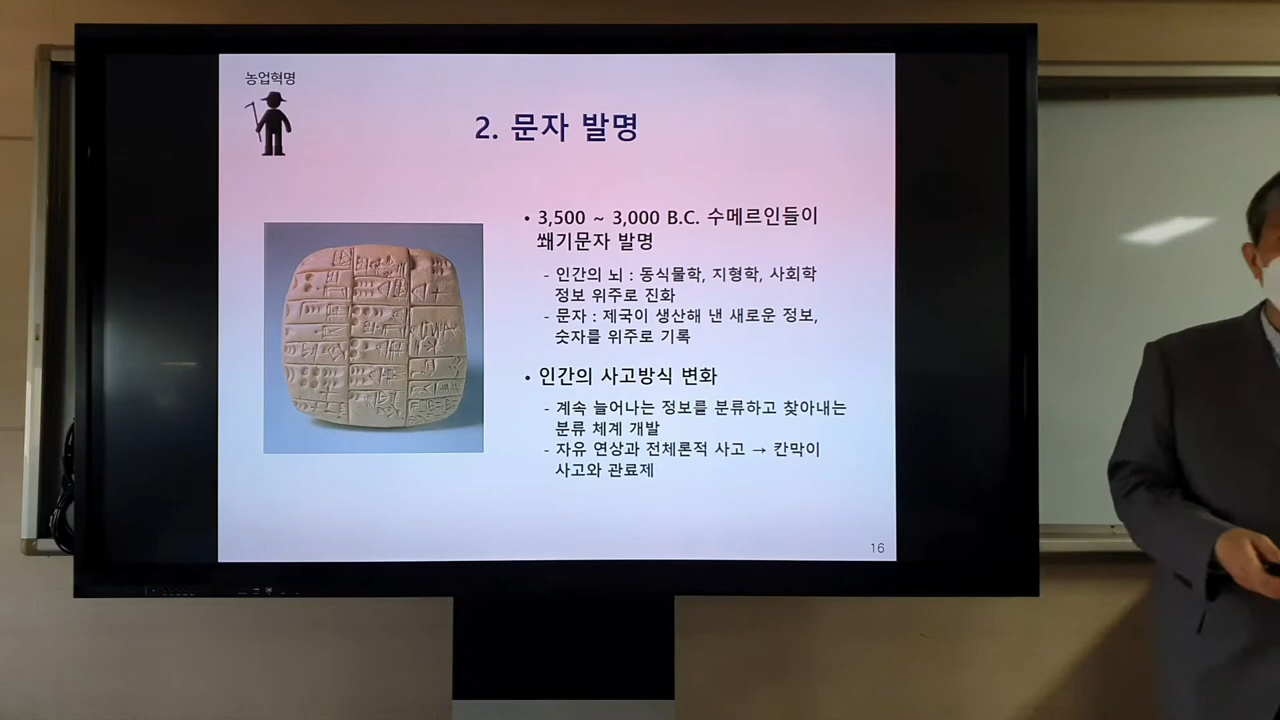 농업혁명
2. 문자 발명
• 3,500 ~ 3,000 B.C. 수메르인들이
쐐기문자 발명
- 인간의 뇌 : 동식물학, 지형학, 사회학
정보 위주로 진화
- 문자 : 제국이 생산해 낸 새로운 정보,
숫자를 위주로 기록
• 인간의 사고방식 변화
- 계속 늘어나는 정보를 분류하고 찾아내는
분류 체계 개발
- 자유 연상과 전체론적 사고 → 칸막이
사고와 관료제
16